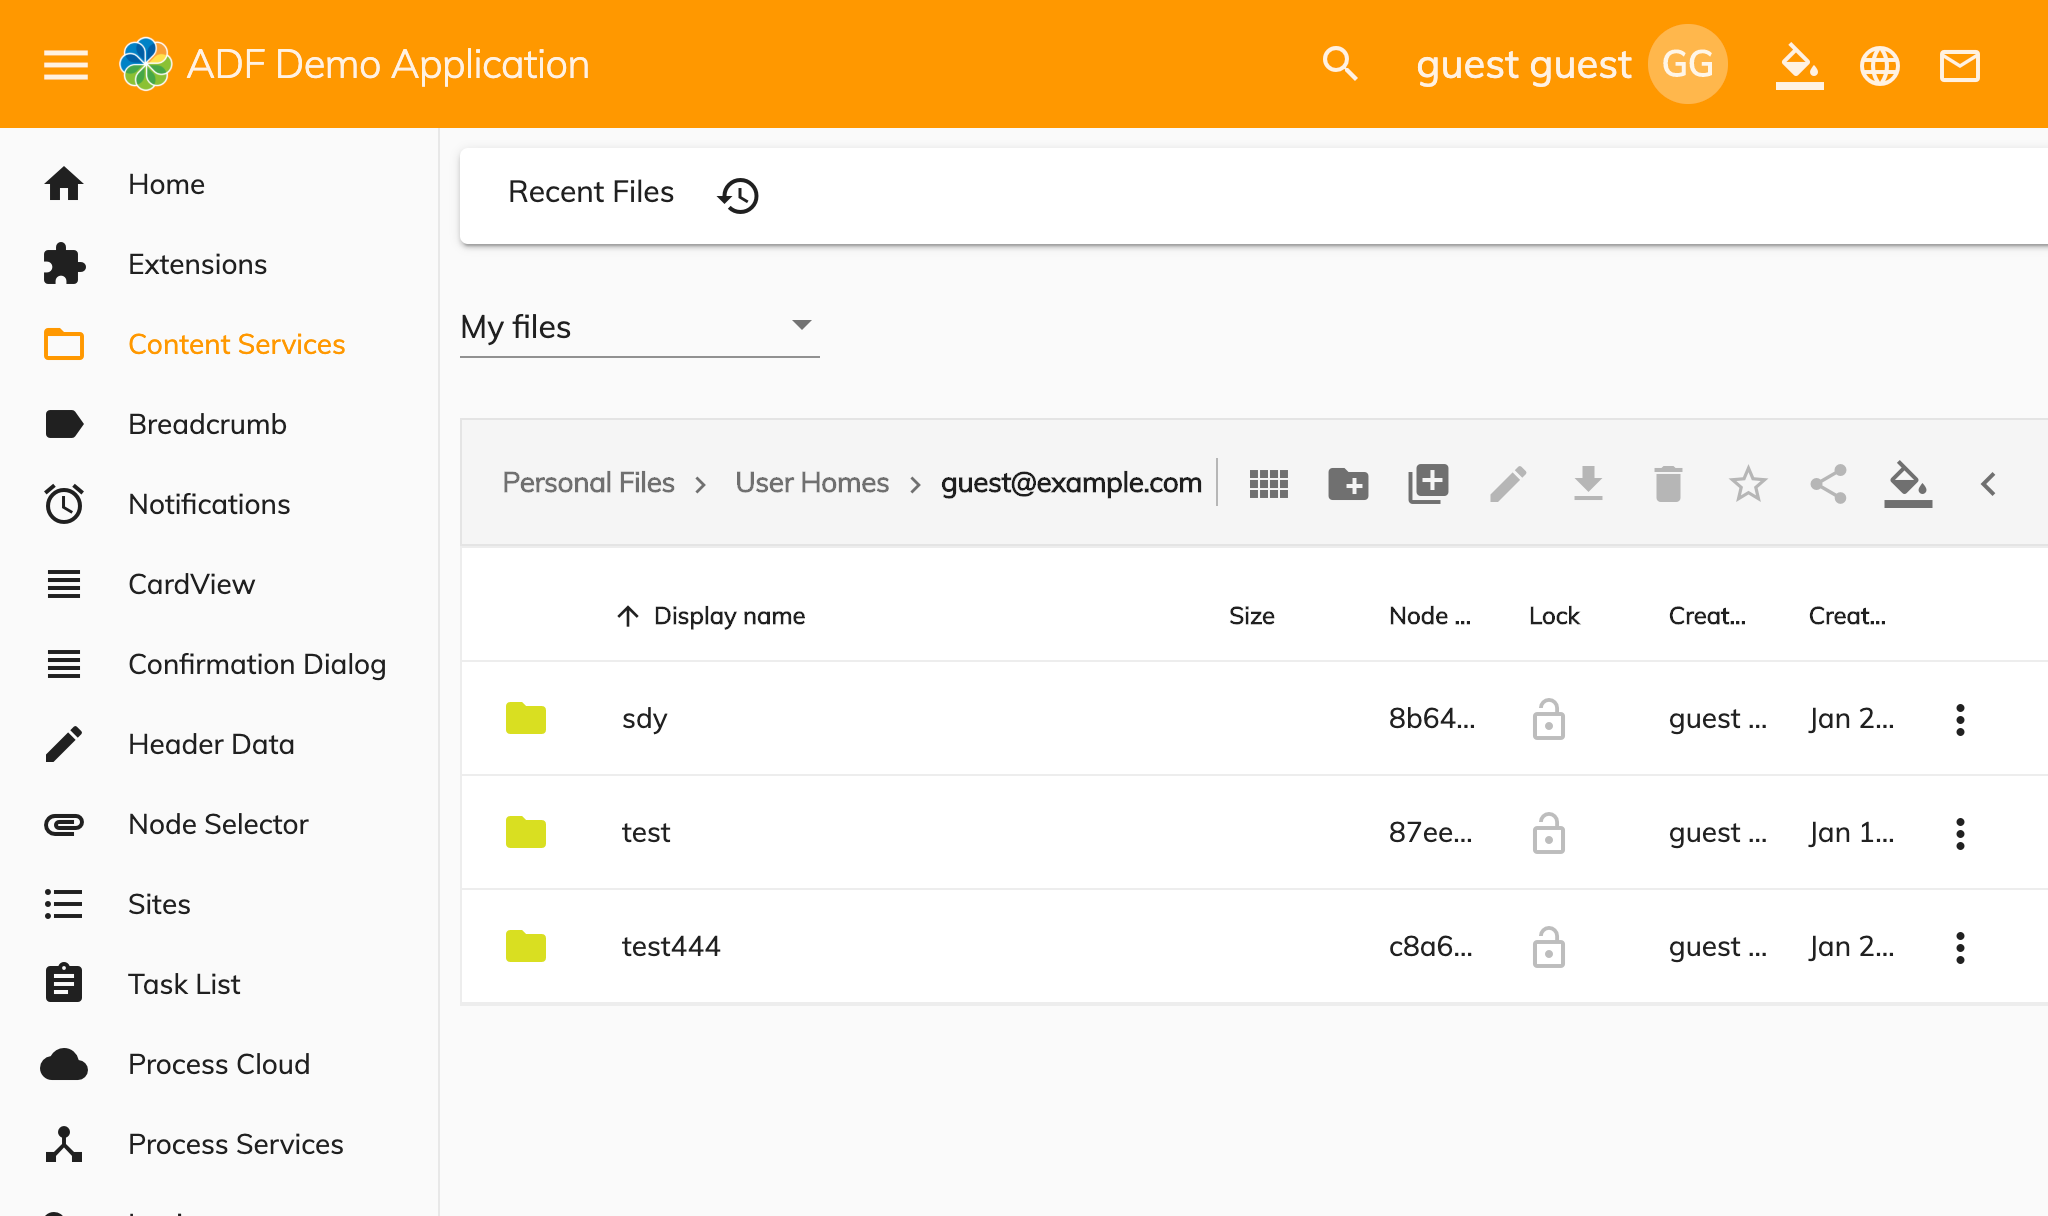 ADF Demo Application
guest guest GG
Home
Extensions
Content Services
Breadcrumb
Notifications
CardView
Confirmation Dialog
Header Data
Node Selector
Sites
Task List
Process Cloud
Process Services
Recent Files
My files
Personal Files User Homes guest@example.com
Display name Size Node ... Lock Creat... Creat...
sdy 8b64... guest ... Jan 2...
test 87ee... guest ... Jan 1...
test444 c8a6... guest ... Jan 2...